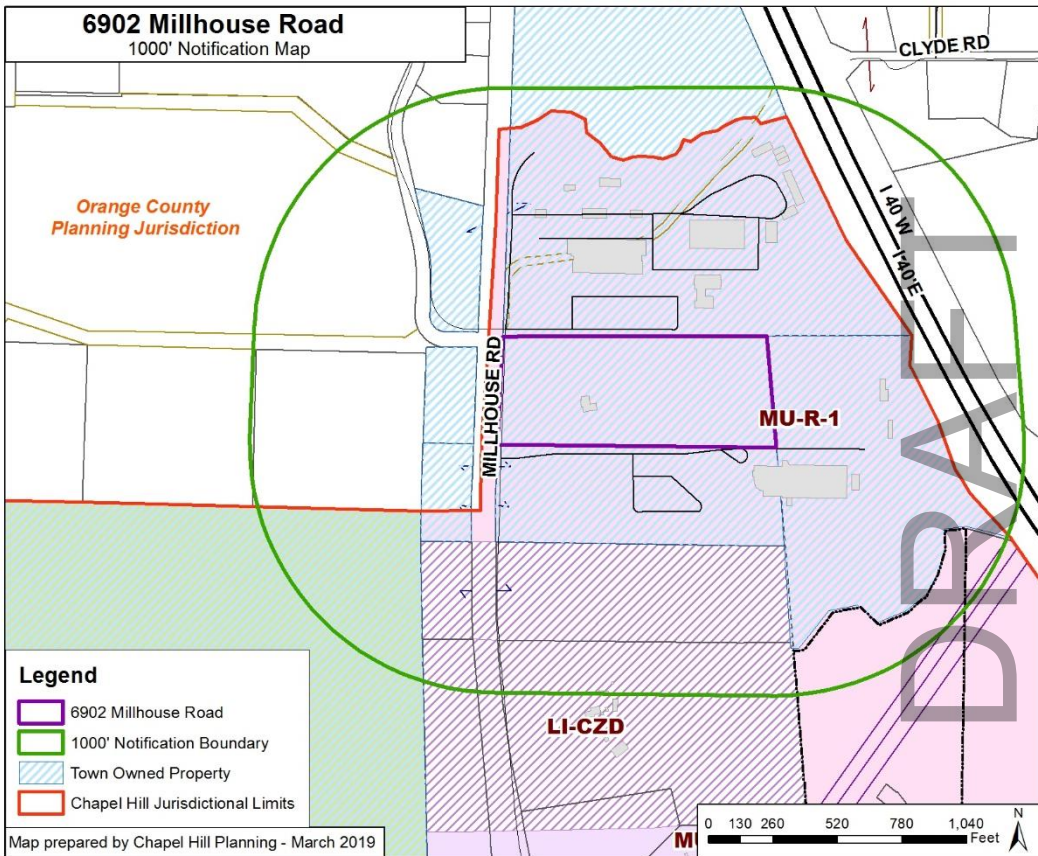 6902 Millhouse Road
1000' Notification Map
CLYDE RD
Orange County
Planning Jurisdiction
I 40 W
I 40 E
MILLHOUSE RD
MU-R-1
DRAFT
LI-CZD
Legend
6902 Millhouse Road
1000' Notification Boundary
Town Owned Property
Chapel Hill Jurisdictional Limits
0 130 260 520 780 1,040
Feet
N
Map prepared by Chapel Hill Planning - March 2019